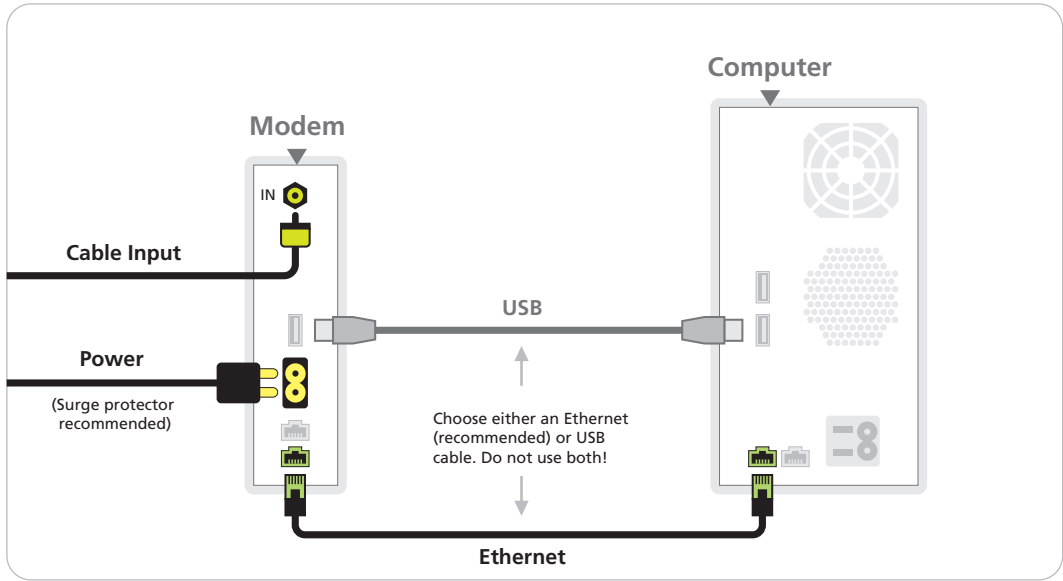 Computer
Modem
IN
Cable Input
USB
Power
(Surge protector
recommended)
Choose either an Ethernet
(recommended) or USB
cable. Do not use both!
Ethernet